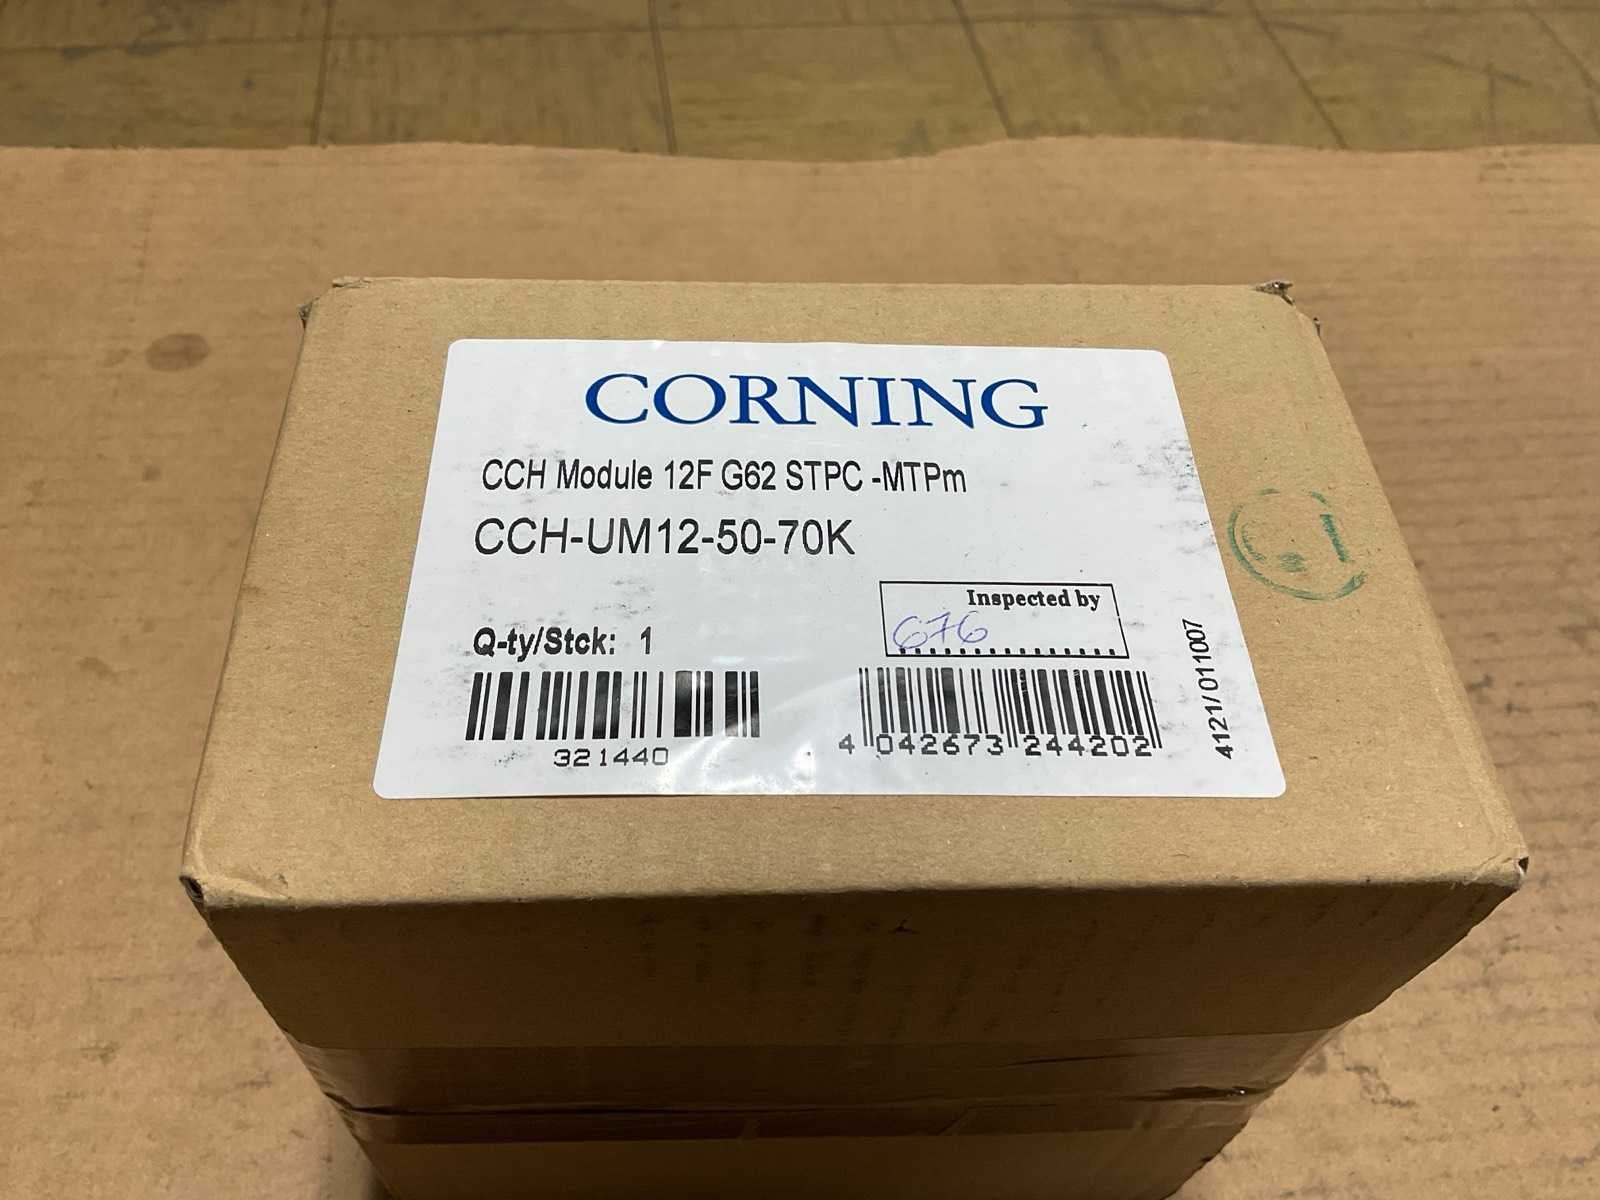 CORNING
CCH Module 12F G62 STPC -MTPm
CCH-UM12-50-70K
Inspected by
676
Q-ty/Stck: 1
321440
4 042673 244202
4121/011007